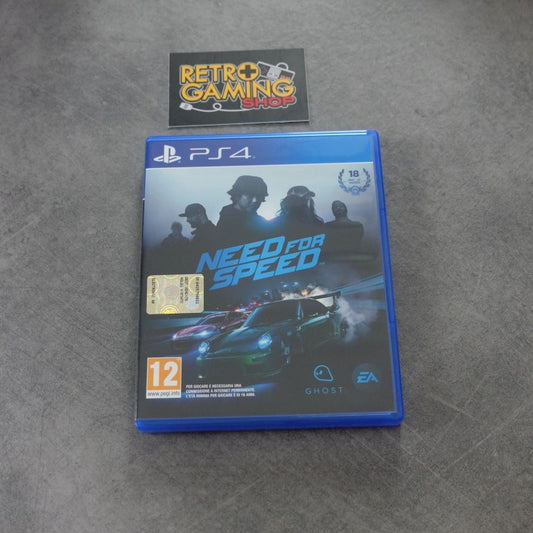 RETRO
GAMING
SHOP
PS4
18
NEED FOR
SPEED
12
www.pegi.info
PER GIOCARE È NECESSARIA UNA
CONNESSIONE A INTERNET PERMANENTE.
L'ETÀ MINIMA PER GIOCARE È DI 16 ANNI.
GHOST
EA